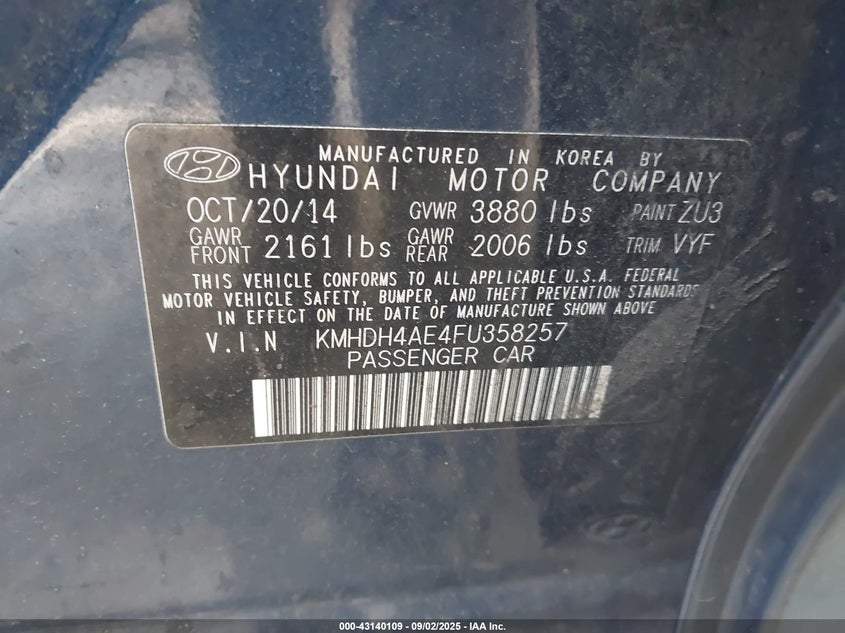 MANUFACTURED IN KOREA BY
HYUNDAI MOTOR COMPANY
OCT/20/14 GVWR 3880 lbs PAINT ZU3
GAWR FRONT 2161 lbs GAWR REAR 2006 lbs TRIM VYF
THIS VEHICLE CONFORMS TO ALL APPLICABLE U.S.A. FEDERAL
MOTOR VEHICLE SAFETY, BUMPER, AND THEFT PREVENTION STANDARDS
IN EFFECT ON THE DATE OF MANUFACTURE SHOWN ABOVE
V.I.N KMHDH4AE4FU358257
PASSENGER CAR
000-43140109 - 09/02/2025 - IAA Inc.